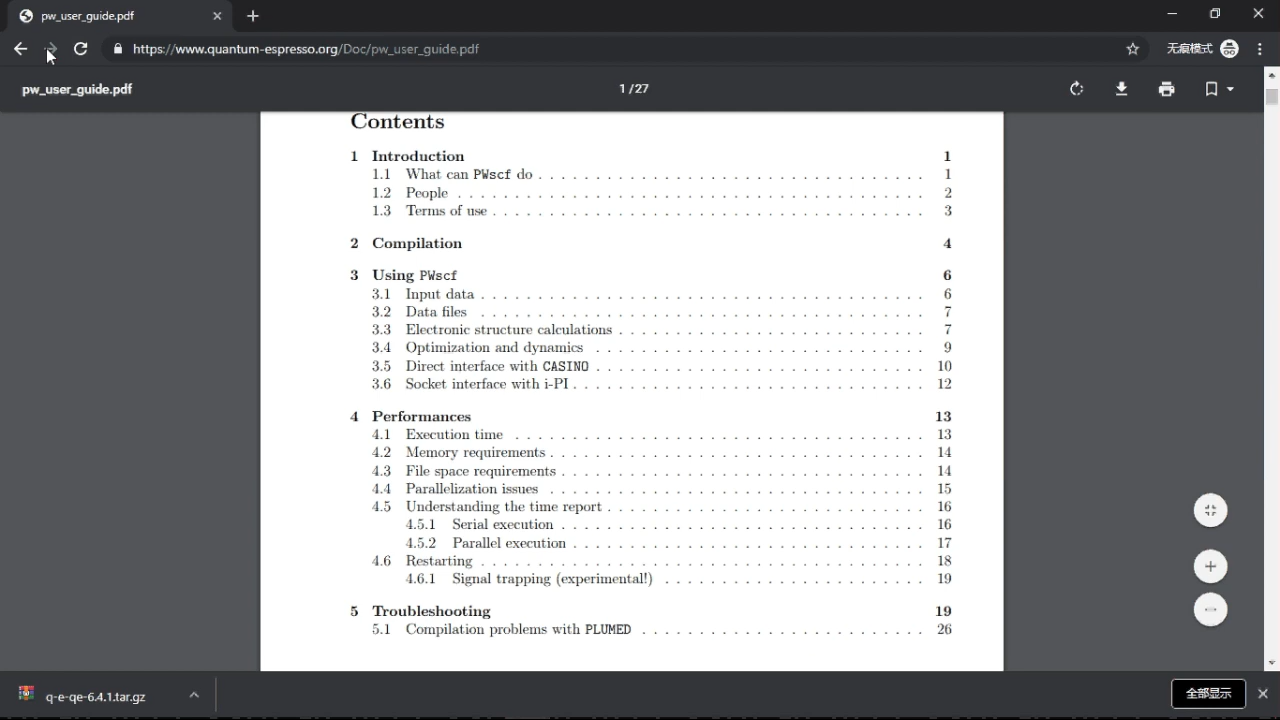 pw_user_guide.pdf
https://www.quantum-espresso.org/Doc/pw_user_guide.pdf
无痕模式
pw_user_guide.pdf
1 / 27
Contents
1 Introduction 1
1.1 What can PWscf do . . . . . . . . . . . . . . . . . . . . . . . . . . . . . . . . 1
1.2 People . . . . . . . . . . . . . . . . . . . . . . . . . . . . . . . . . . . . . . . 2
1.3 Terms of use . . . . . . . . . . . . . . . . . . . . . . . . . . . . . . . . . . . . 3
2 Compilation 4
3 Using PWscf 6
3.1 Input data . . . . . . . . . . . . . . . . . . . . . . . . . . . . . . . . . . . . . 6
3.2 Data files . . . . . . . . . . . . . . . . . . . . . . . . . . . . . . . . . . . . . 7
3.3 Electronic structure calculations . . . . . . . . . . . . . . . . . . . . . . . . . 7
3.4 Optimization and dynamics . . . . . . . . . . . . . . . . . . . . . . . . . . . 9
3.5 Direct interface with CASINO . . . . . . . . . . . . . . . . . . . . . . . . . . . 10
3.6 Socket interface with i-PI . . . . . . . . . . . . . . . . . . . . . . . . . . . . . 12
4 Performances 13
4.1 Execution time . . . . . . . . . . . . . . . . . . . . . . . . . . . . . . . . . . 13
4.2 Memory requirements . . . . . . . . . . . . . . . . . . . . . . . . . . . . . . . 14
4.3 File space requirements . . . . . . . . . . . . . . . . . . . . . . . . . . . . . . 14
4.4 Parallelization issues . . . . . . . . . . . . . . . . . . . . . . . . . . . . . . . 15
4.5 Understanding the time report . . . . . . . . . . . . . . . . . . . . . . . . . . 16
4.5.1 Serial execution . . . . . . . . . . . . . . . . . . . . . . . . . . . . . . 16
4.5.2 Parallel execution . . . . . . . . . . . . . . . . . . . . . . . . . . . . . 17
4.6 Restarting . . . . . . . . . . . . . . . . . . . . . . . . . . . . . . . . . . . . . 18
4.6.1 Signal trapping (experimental!) . . . . . . . . . . . . . . . . . . . . . 19
5 Troubleshooting 19
5.1 Compilation problems with PLUMED . . . . . . . . . . . . . . . . . . . . . . . 26
q-e-qe-6.4.1.tar.gz
全部显示